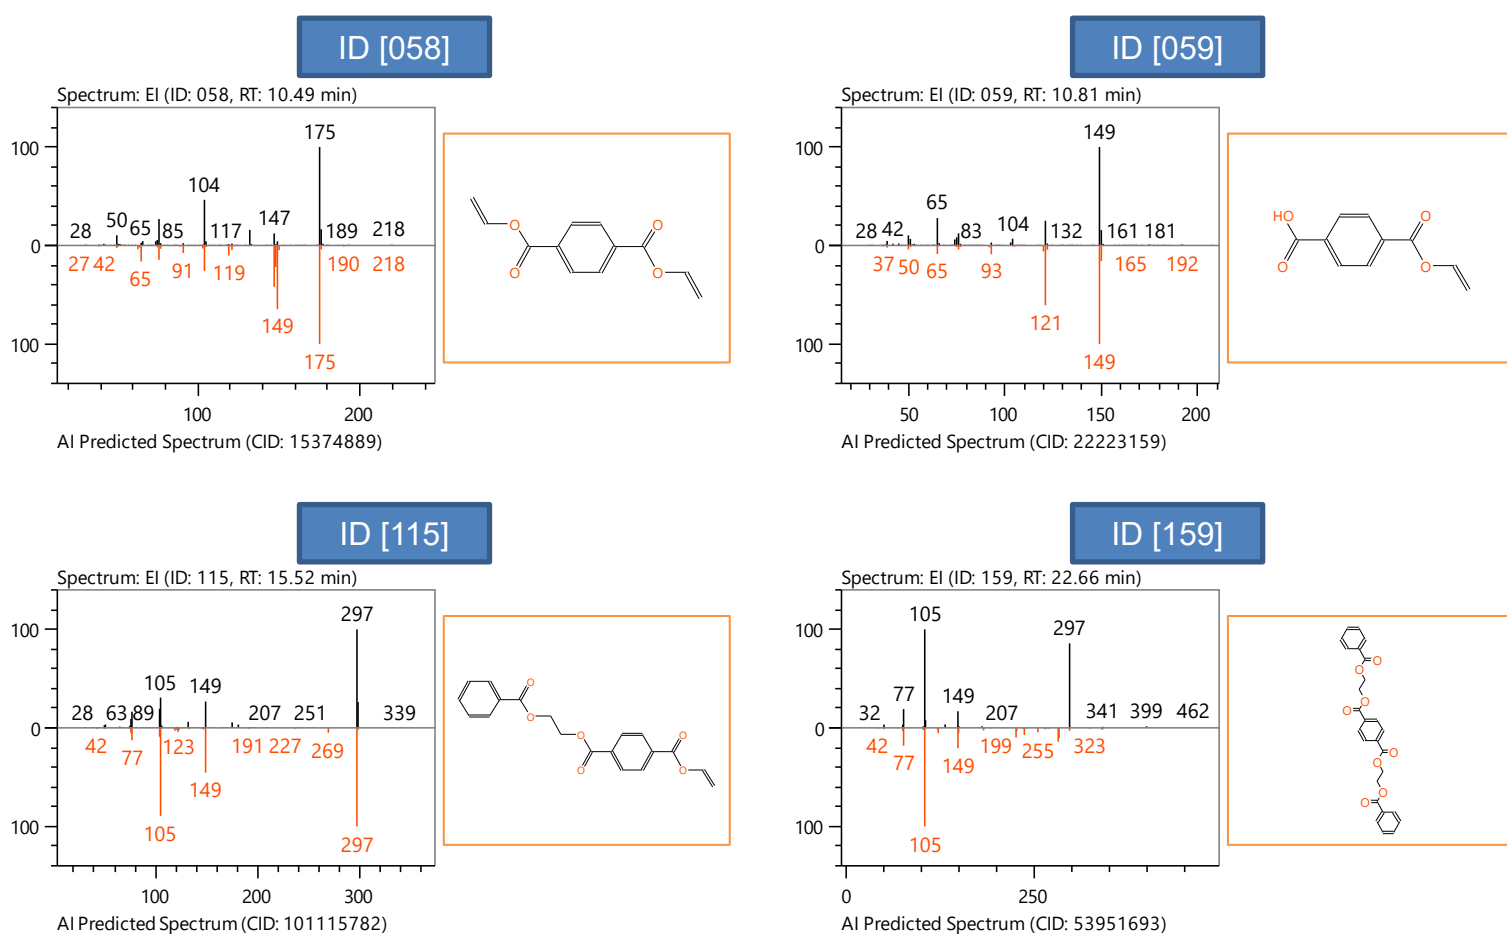 ID [058]
Spectrum: EI (ID: 058, RT: 10.49 min)
175
104
28 50 65 85 117 147 189 218
100
0
100
27 42 65 91 119 149 190 218
175
100 200
AI Predicted Spectrum (CID: 15374889)
O
O
O
O
ID [059]
Spectrum: EI (ID: 059, RT: 10.81 min)
149
65
28 42 83 104 132 161 181
100
0
100
37 50 65 93 121 165 192
149
50 100 150 200
AI Predicted Spectrum (CID: 22223159)
HO
O
O
O
ID [115]
Spectrum: EI (ID: 115, RT: 15.52 min)
297
105 149
28 63 89 207 251 339
100
0
100
42 77 123 191 227 269
149
105 297
100 200 300
AI Predicted Spectrum (CID: 101115782)
O
O
O
O
O
O
ID [159]
Spectrum: EI (ID: 159, RT: 22.66 min)
105 297
77 149
32 207 341 399 462
100
0
100
42 77 149 199 255 323
105
0 250
AI Predicted Spectrum (CID: 53951693)
O
O
O
O
O
O
O
O